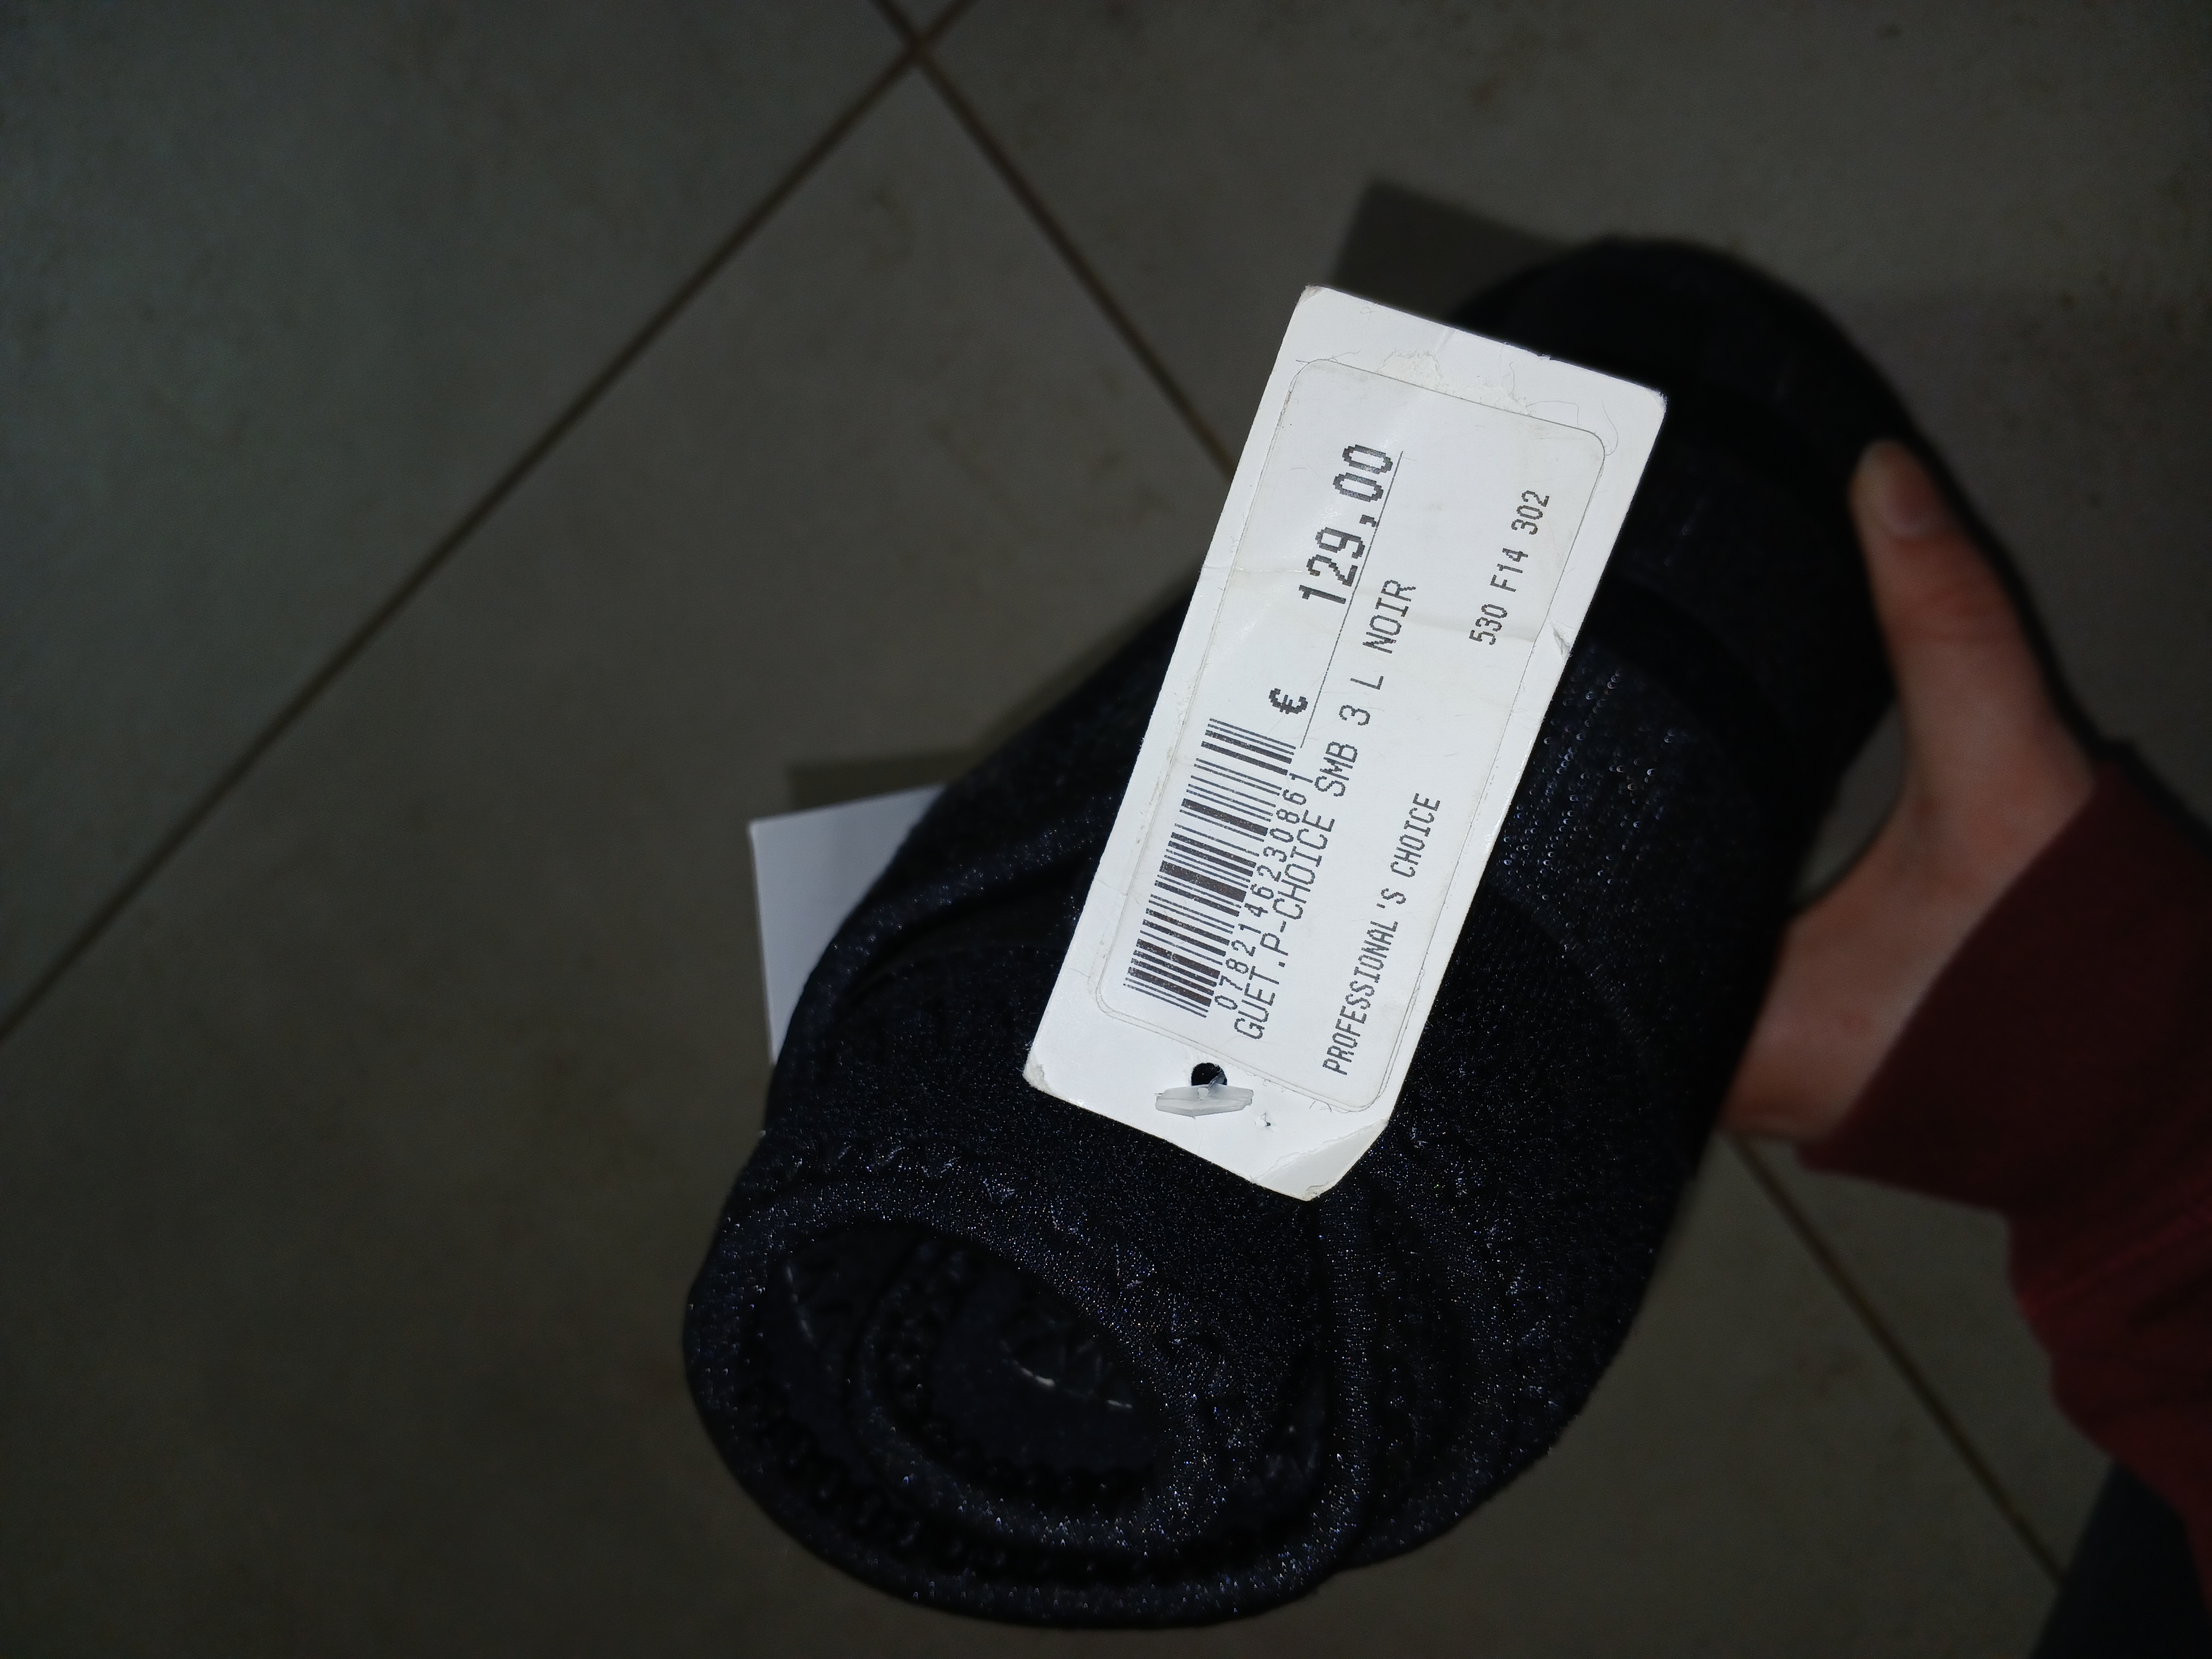 € 129,00
0782146230861
GUET.P-CHOICE SMB 3 L NOIR
530 F14 302
PROFESSIONAL'S CHOICE